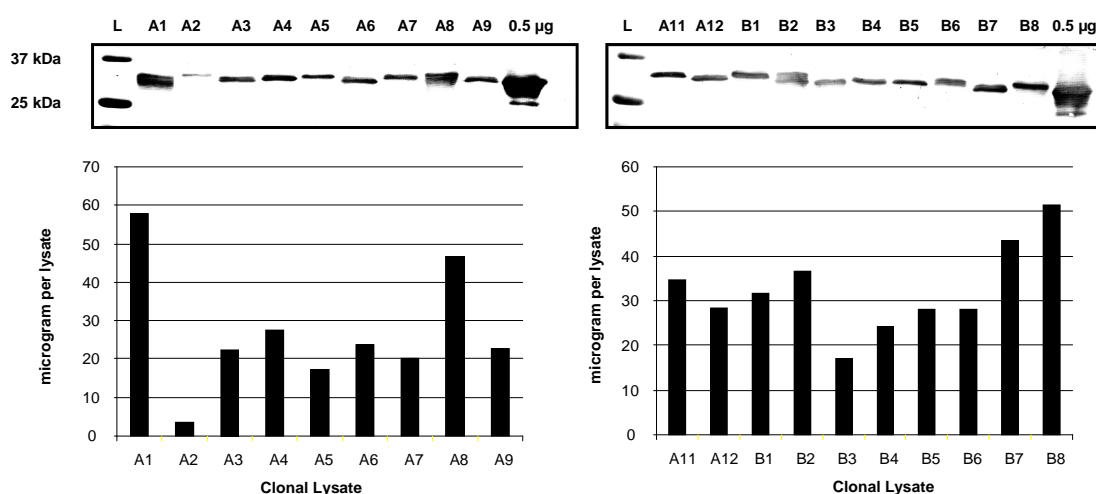 L A1 A2 A3 A4 A5 A6 A7 A8 A9 0.5 µg
37 kDa
25 kDa
L A11 A12 B1 B2 B3 B4 B5 B6 B7 B8 0.5 µg
70
60
50
40
30
20
10
0
microgram per lysate
A1 A2 A3 A4 A5 A6 A7 A8 A9
Clonal Lysate
60
50
40
30
20
10
0
microgram per lysate
A11 A12 B1 B2 B3 B4 B5 B6 B7 B8
Clonal Lysate